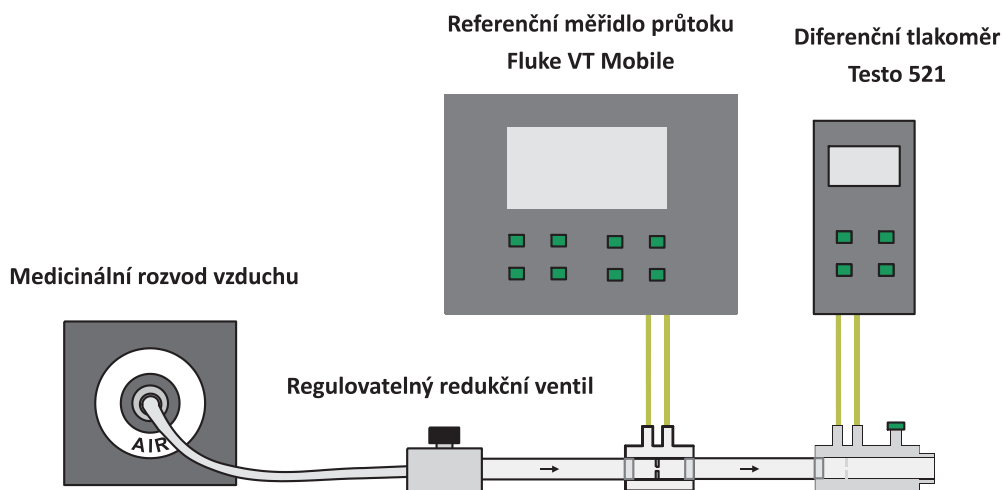 Referenční měřidlo průtoku
Fluke VT Mobile
Diferenční tlakoměr
Testo 521
Medicinální rozvod vzduchu
AIR
Regulovatelný redukční ventil